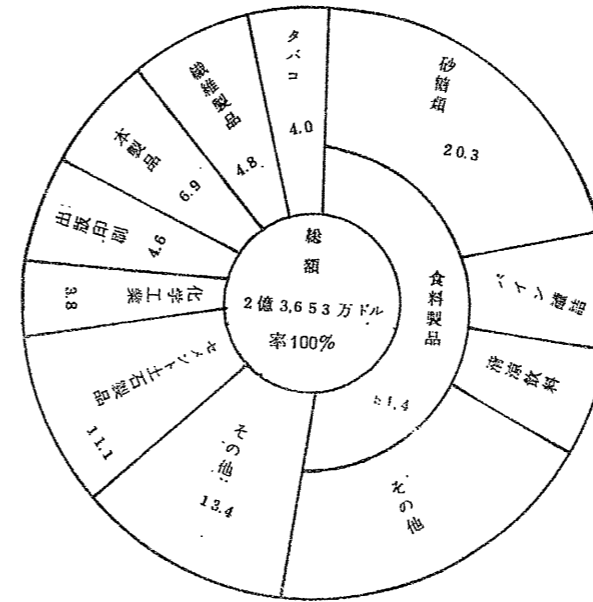 総額
2億3,653万ドル
率100%
食料製品
51.4
砂糖類
20.3
パイン罐詰
清涼飲料
その他
その他
13.4
セメント土石製品
11.1
化学工業
3.8
出版印刷
4.6
木製品
6.9
繊維製品
4.8
タバコ
4.0